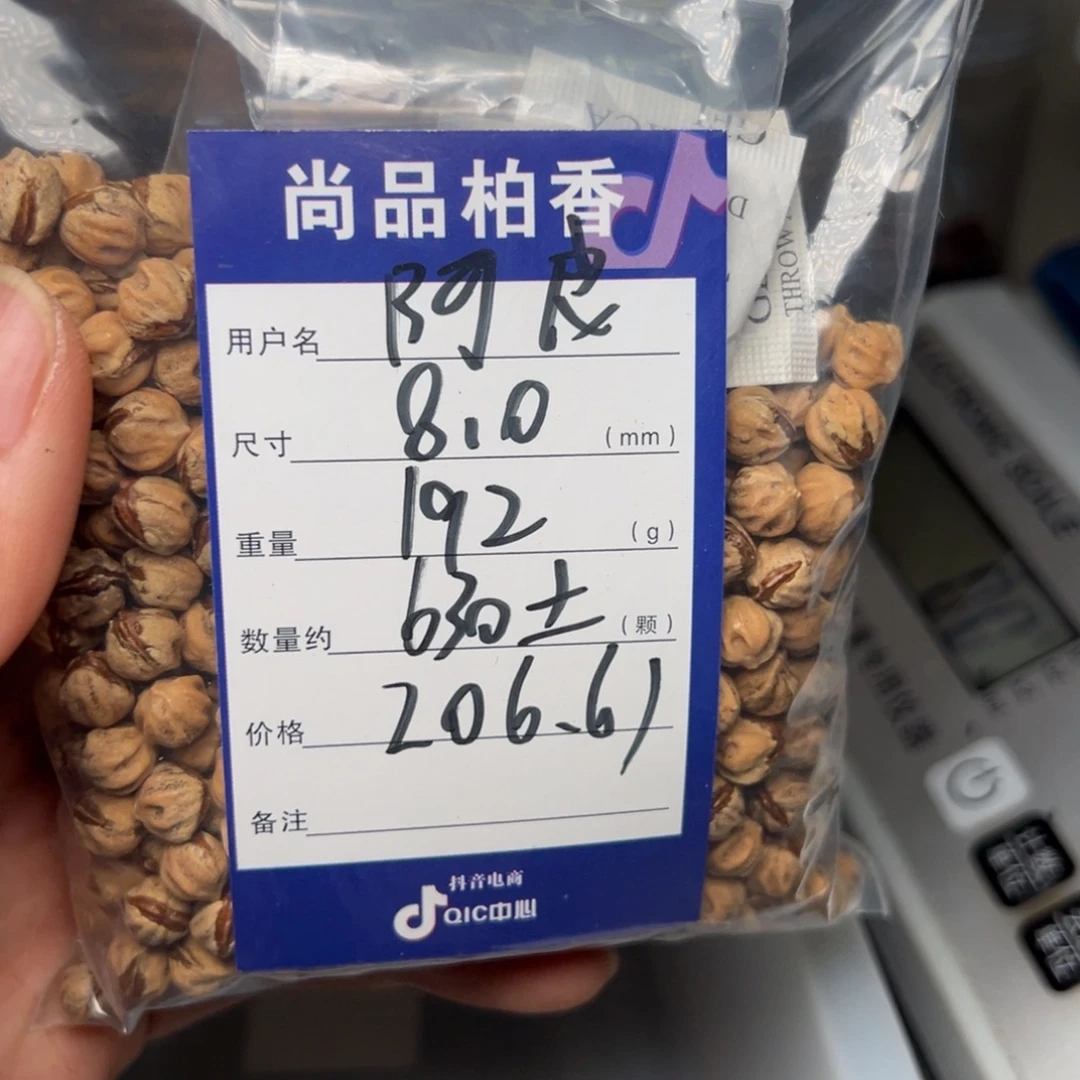 尚品柏香
用户名 阿皮
尺寸 8.0 (mm)
重量 192 (g)
数量约 630± (颗)
价格 206.61
备注
抖音电商
QIC中心
THROW